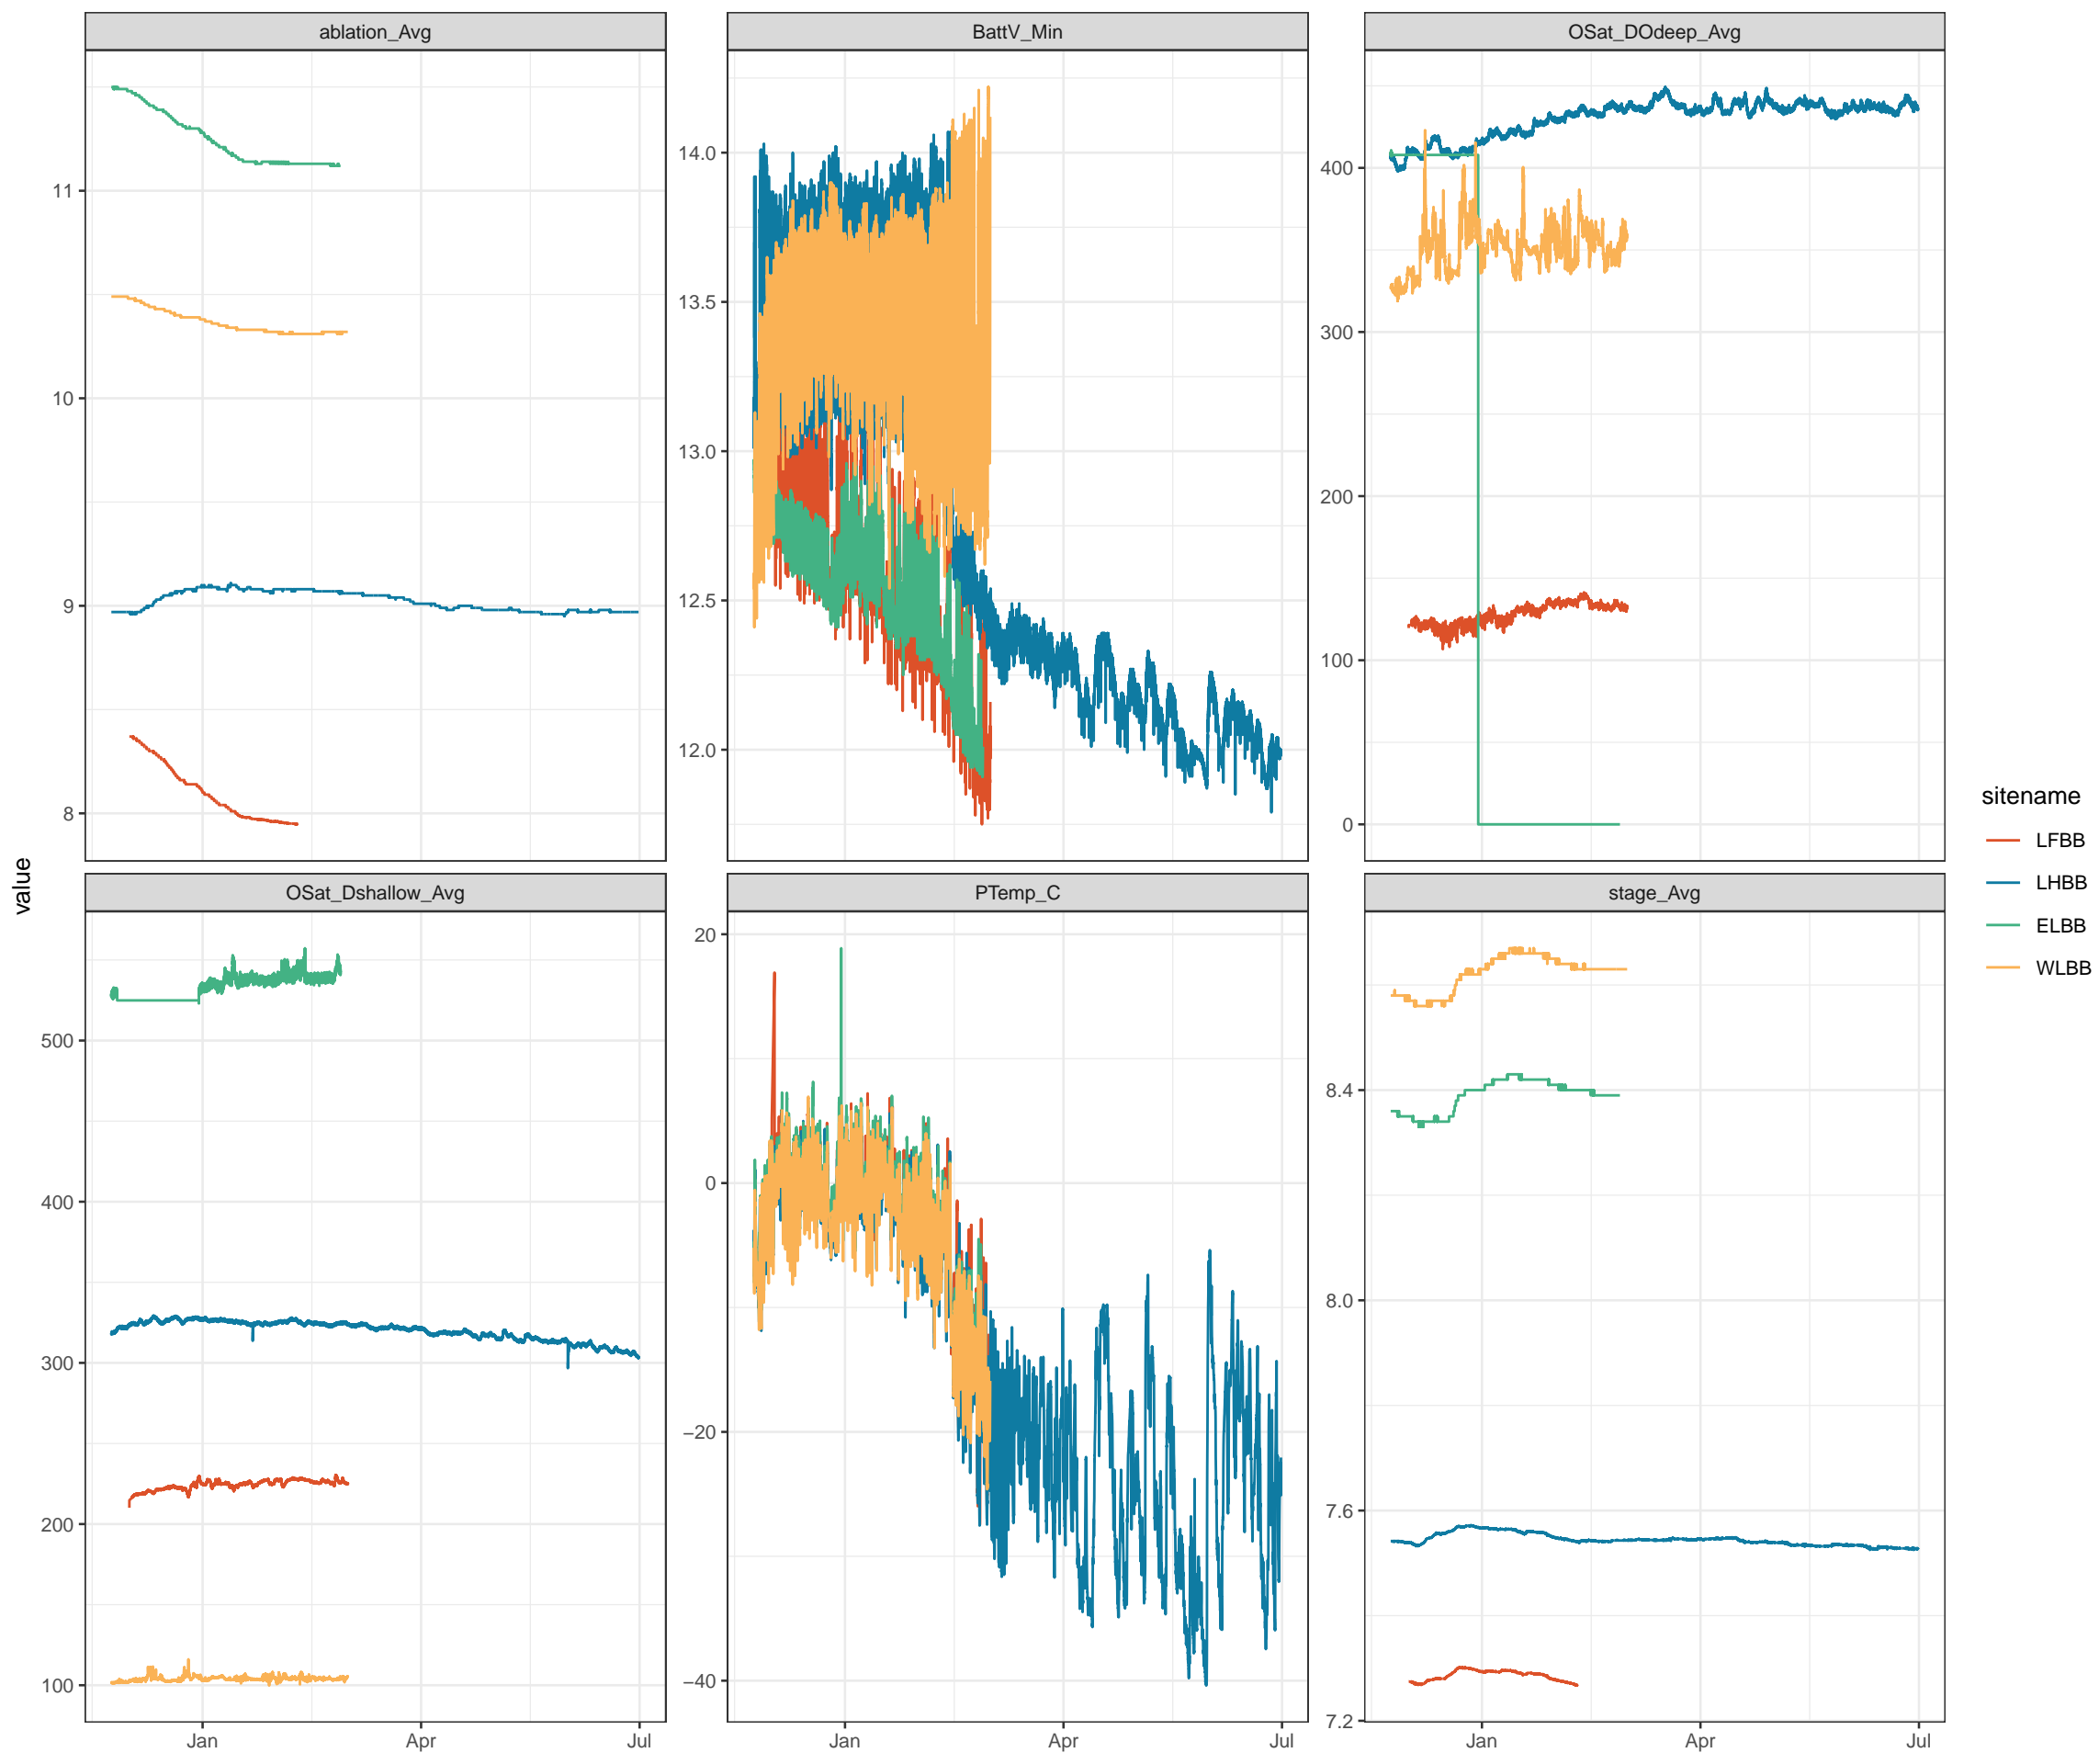 ablation_Avg
BattV_Min
OSat_DOdeep_Avg
11
10
9
8
14.0
13.5
13.0
12.5
12.0
400
300
200
100
0
value
OSat_Dshallow_Avg
PTemp_C
stage_Avg
500
400
300
200
100
20
0
−20
−40
8.4
8.0
7.6
7.2
Jan Apr Jul
Jan Apr Jul
Jan Apr Jul
sitename
LFBB
LHBB
ELBB
WLBB